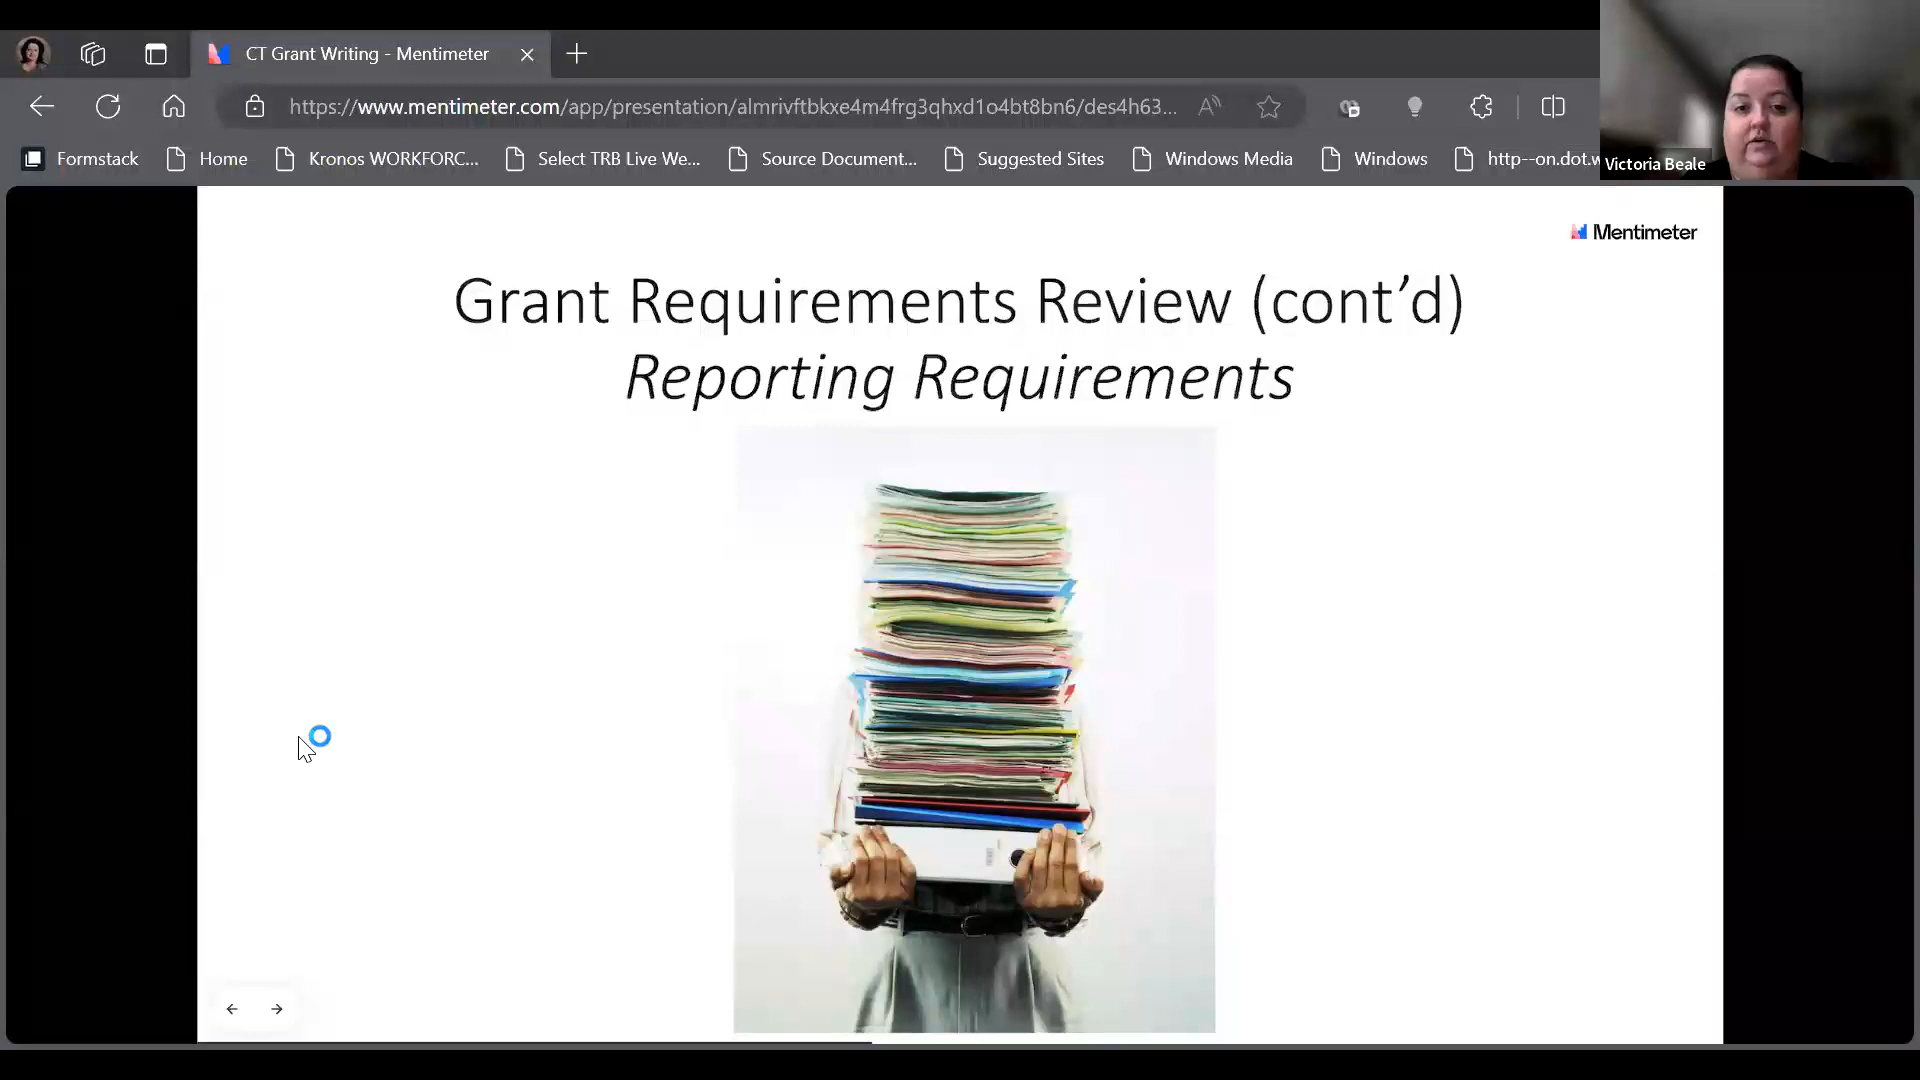 CT Grant Writing - Mentimeter
https://www.mentimeter.com/app/presentation/almrivftbkxe4m4frg3qhxd1o4bt8bn6/des4h63...
Formstack
Home
Kronos WORKFORC...
Select TRB Live We...
Source Document...
Suggested Sites
Windows Media
Windows
http--on.dot.w
Victoria Beale
Mentimeter
Grant Requirements Review (cont’d)
Reporting Requirements